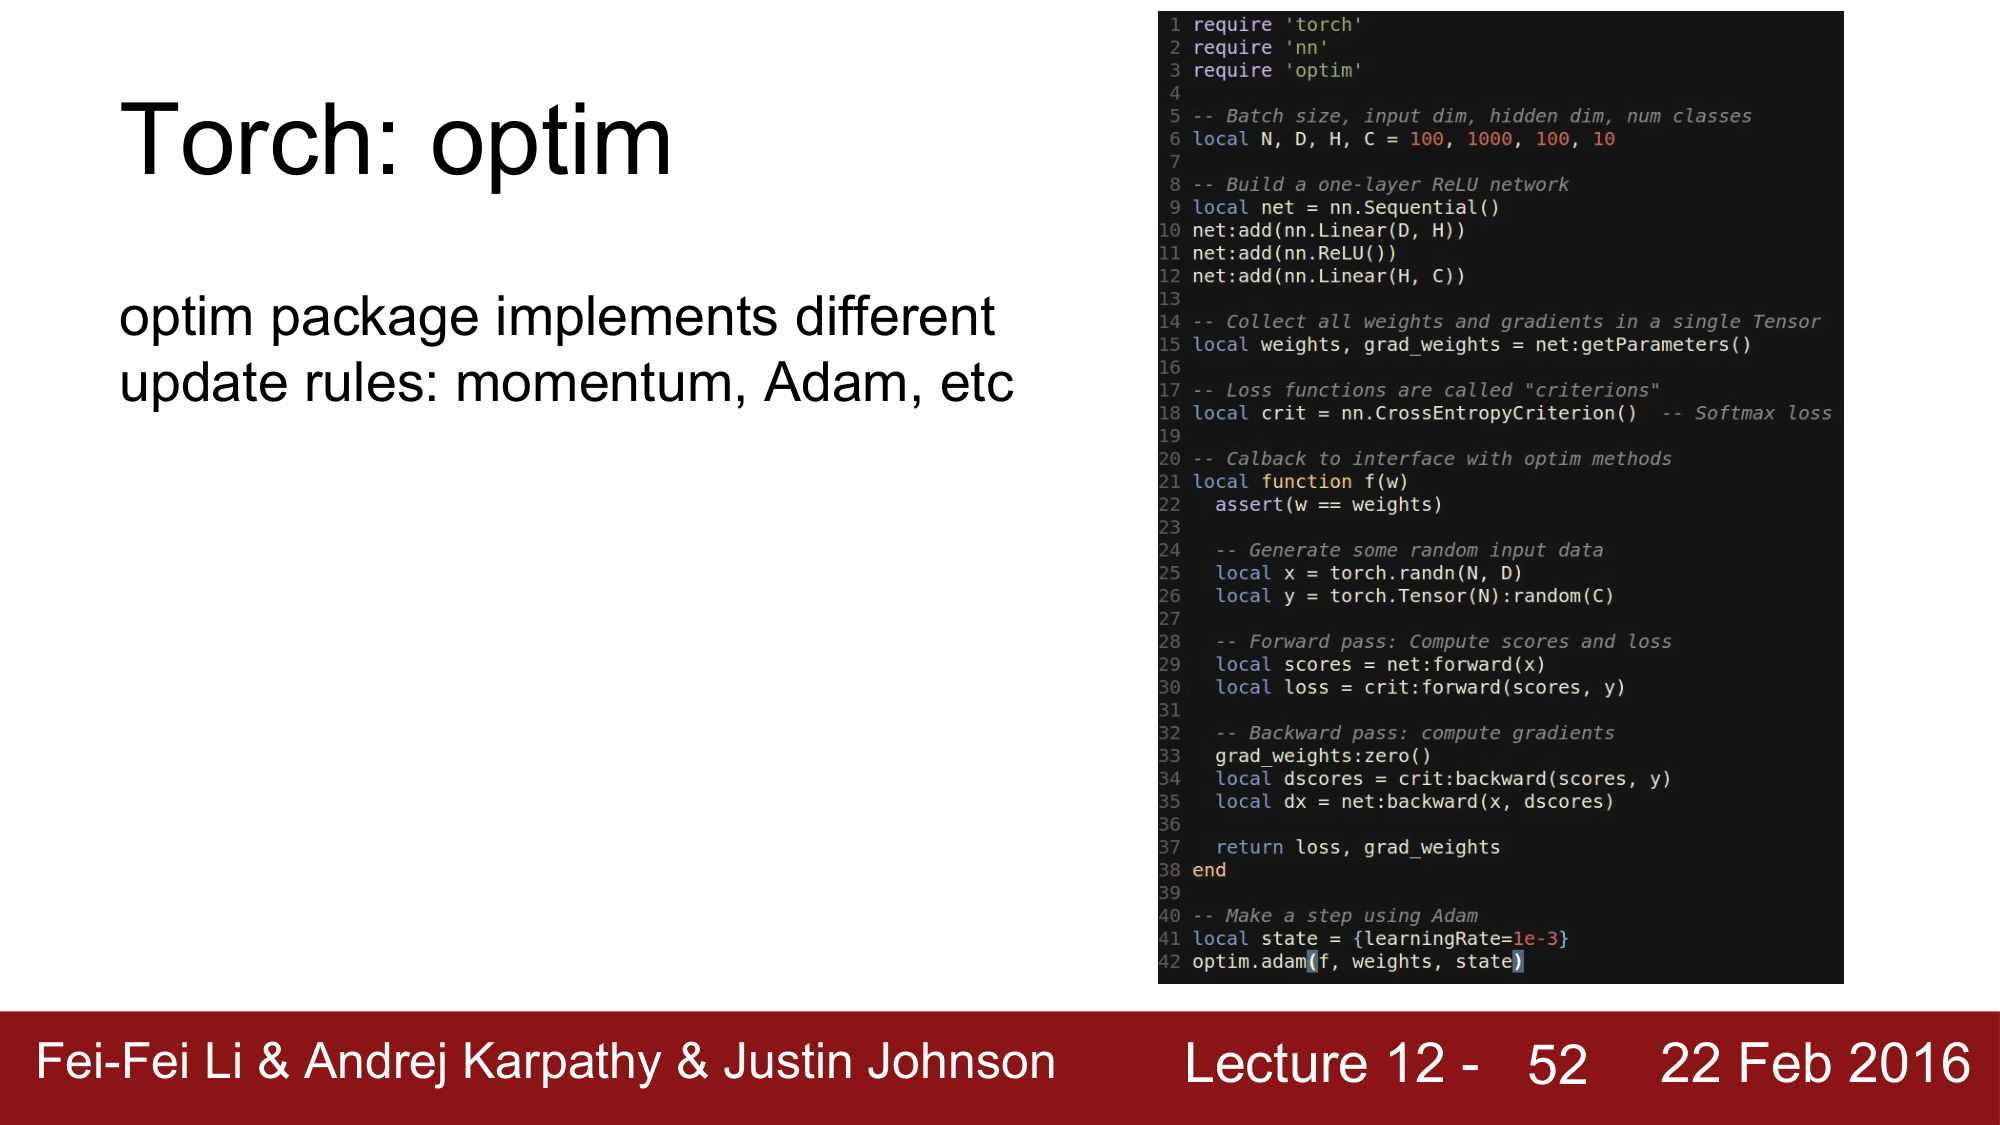 Torch: optim
optim package implements different
update rules: momentum, Adam, etc
1 require 'torch'
2 require 'nn'
3 require 'optim'
4
5 -- Batch size, input dim, hidden dim, num classes
6 local N, D, H, C = 100, 1000, 100, 10
7
8 -- Build a one-layer ReLU network
9 local net = nn.Sequential()
10 net:add(nn.Linear(D, H))
11 net:add(nn.ReLU())
12 net:add(nn.Linear(H, C))
13
14 -- Collect all weights and gradients in a single Tensor
15 local weights, grad_weights = net:getParameters()
16
17 -- Loss functions are called "criterions"
18 local crit = nn.CrossEntropyCriterion()  -- Softmax loss
19
20 -- Calback to interface with optim methods
21 local function f(w)
22   assert(w == weights)
23
24   -- Generate some random input data
25   local x = torch.randn(N, D)
26   local y = torch.Tensor(N):random(C)
27
28   -- Forward pass: Compute scores and loss
29   local scores = net:forward(x)
30   local loss = crit:forward(scores, y)
31
32   -- Backward pass: compute gradients
33   grad_weights:zero()
34   local dscores = crit:backward(scores, y)
35   local dx = net:backward(x, dscores)
36
37   return loss, grad_weights
38 end
39
40 -- Make a step using Adam
41 local state = {learningRate=1e-3}
42 optim.adam(f, weights, state)
Fei-Fei Li & Andrej Karpathy & Justin Johnson Lecture 12 - 52 22 Feb 2016